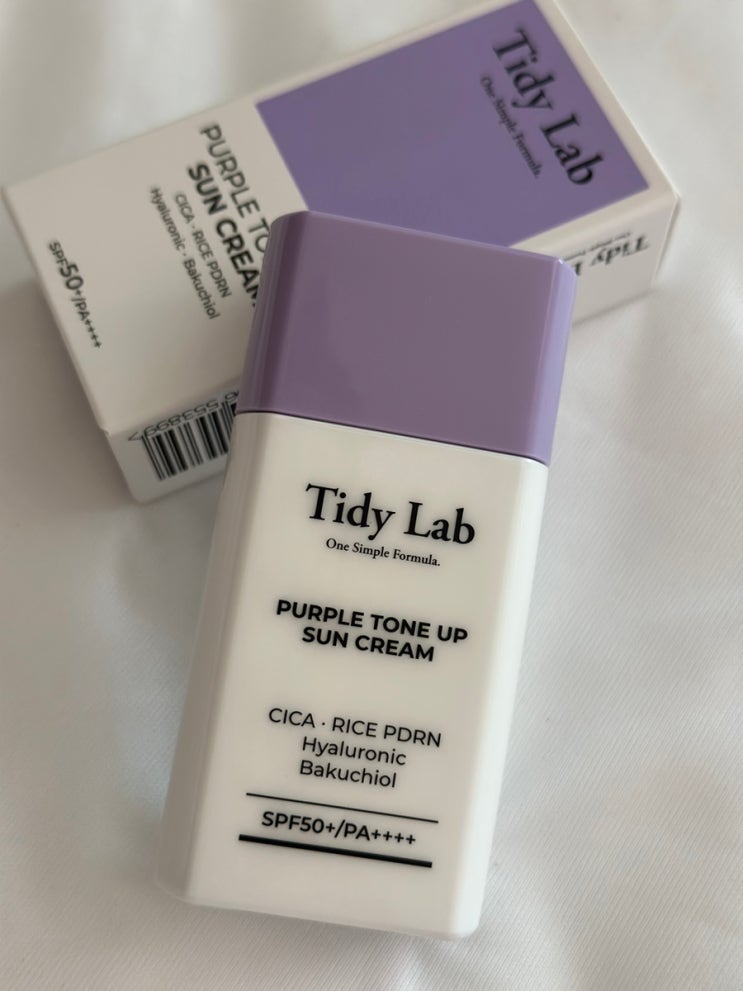 Tidy Lab
One Simple Formula.
PURPLE TO
SUN CREAM
CICA · RICE PDRN
Hyaluronic · Bakuchiol
SPF50+/PA++++
Tidy L
Tidy Lab
One Simple Formula.
PURPLE TONE UP
SUN CREAM
CICA · RICE PDRN
Hyaluronic
Bakuchiol
SPF50+/PA++++